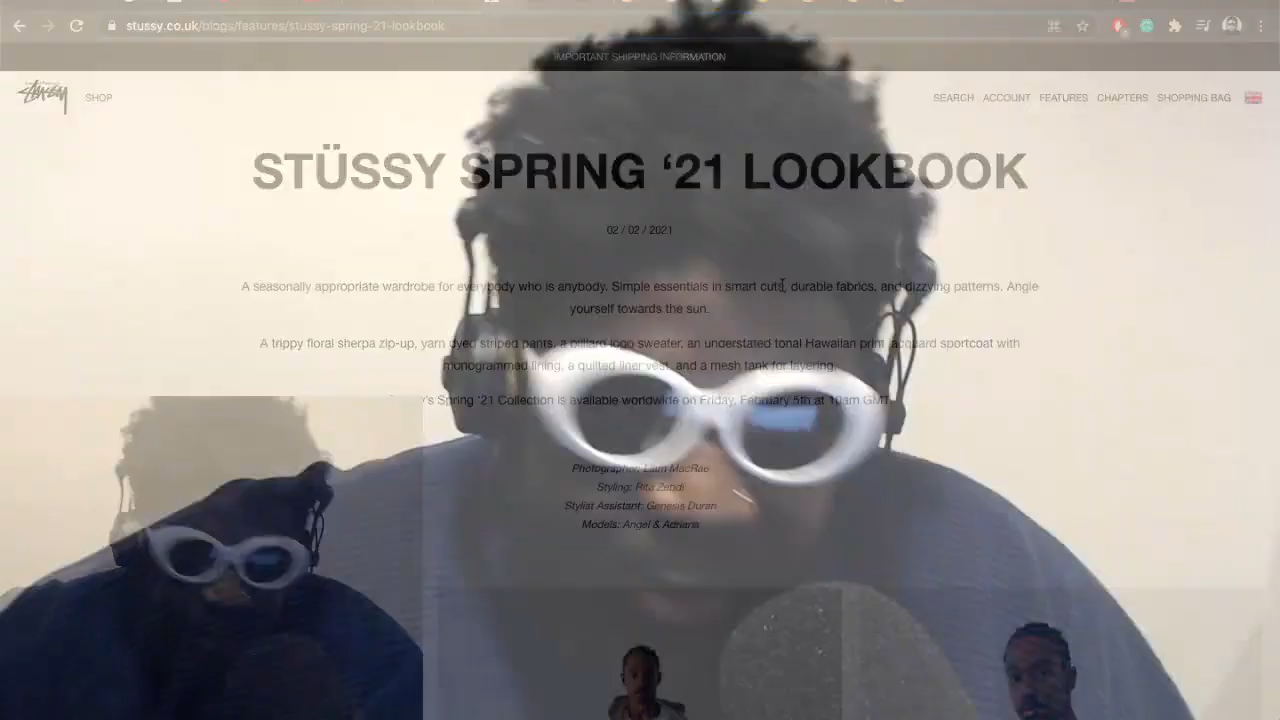 stussy.co.uk/blogs/features/stussy-spring-'21-lookbook
IMPORTANT SHIPPING INFORMATION
STÜSSY
SHOP
SEARCH ACCOUNT FEATURES CHAPTERS SHOPPING BAG
STÜSSY SPRING ‘21 LOOKBOOK
02 / 02 / 2021
A seasonally appropriate wardrobe for everybody who is anybody. Simple essentials in smart cuts, durable fabrics, and dizzying patterns. Angle
yourself towards the sun.
A trippy floral sherpa zip-up, yarn dyed striped pants, a billiard logo sweater, an understated tonal Hawaiian print jacquard sportcoat with
monogrammed lining, a quilted liner vest, and a mesh tank for layering.
's Spring '21 Collection is available worldwide on Friday, February 5th at 10am GMT.
Photographer: Liam MacRae
Styling: Rita Zebdi
Stylist Assistant: Genesis Duran
Models: Angel & Adriana